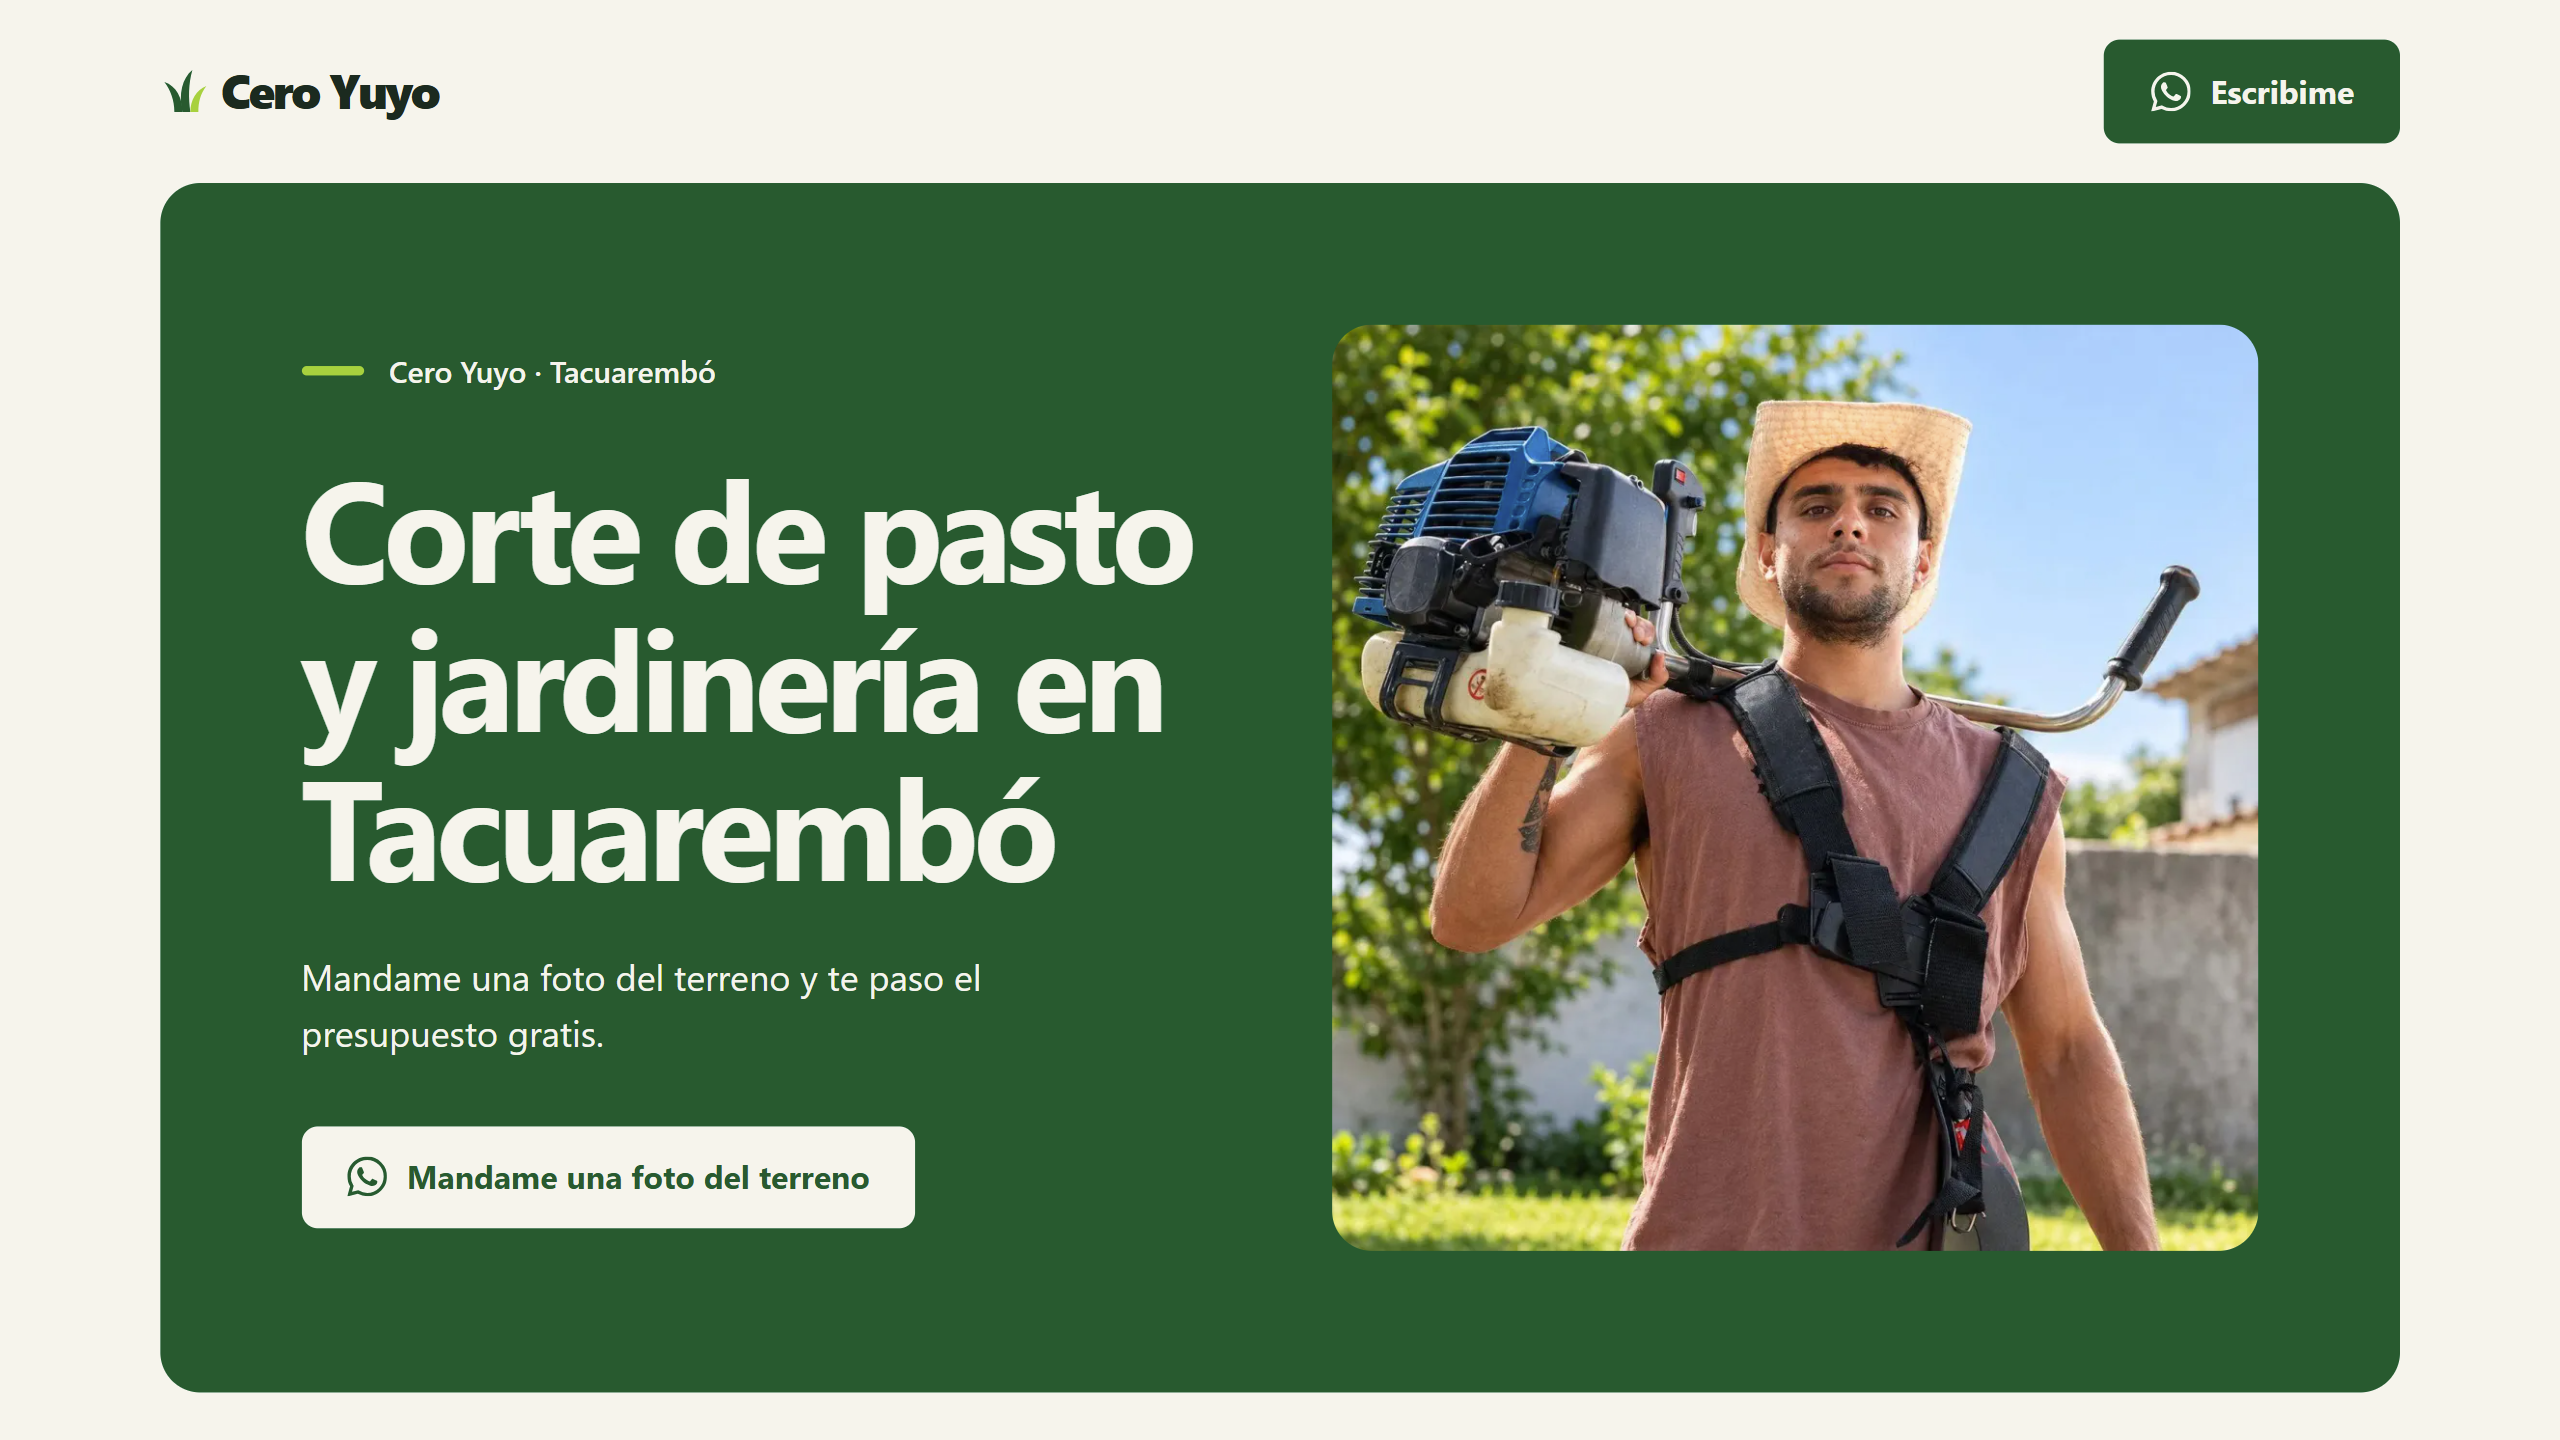 Cero Yuyo
Escribime
Cero Yuyo · Tacuarembó
Corte de pasto
y jardinería en
Tacuarembó
Mandame una foto del terreno y te paso el
presupuesto gratis.
Mandame una foto del terreno